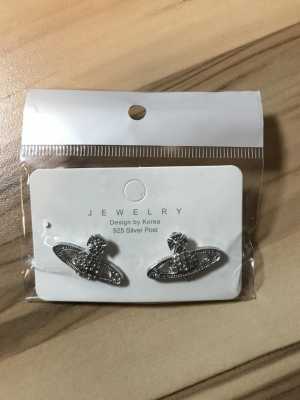 JEWELRY
Design by Korea
925 Silver Post